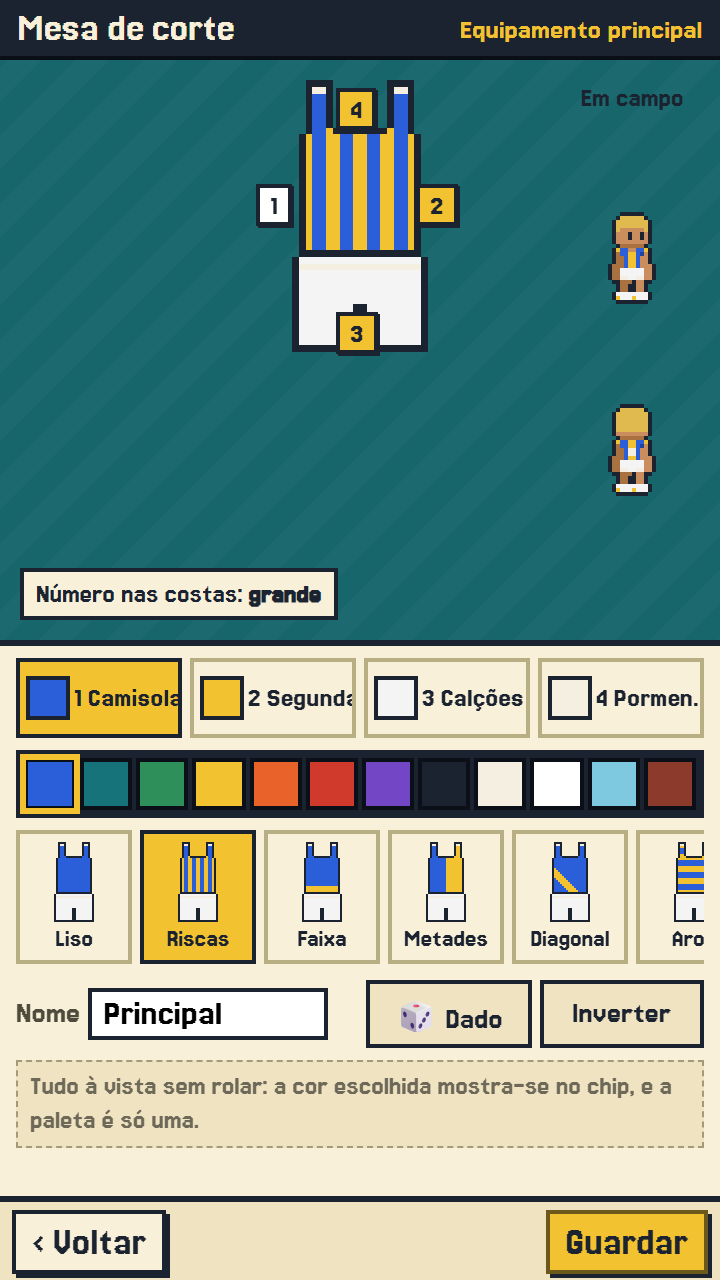 Mesa de corte
Equipamento principal
Em campo
4
1
2
3
Número nas costas: grande
1 Camisola
2 Segunda
3 Calções
4 Pormen.
Liso
Riscas
Faixa
Metades
Diagonal
Aro
Nome
Principal
Dado
Inverter
Tudo à vista sem rolar: a cor escolhida mostra-se no chip, e a
paleta é só uma.
‹ Voltar
Guardar